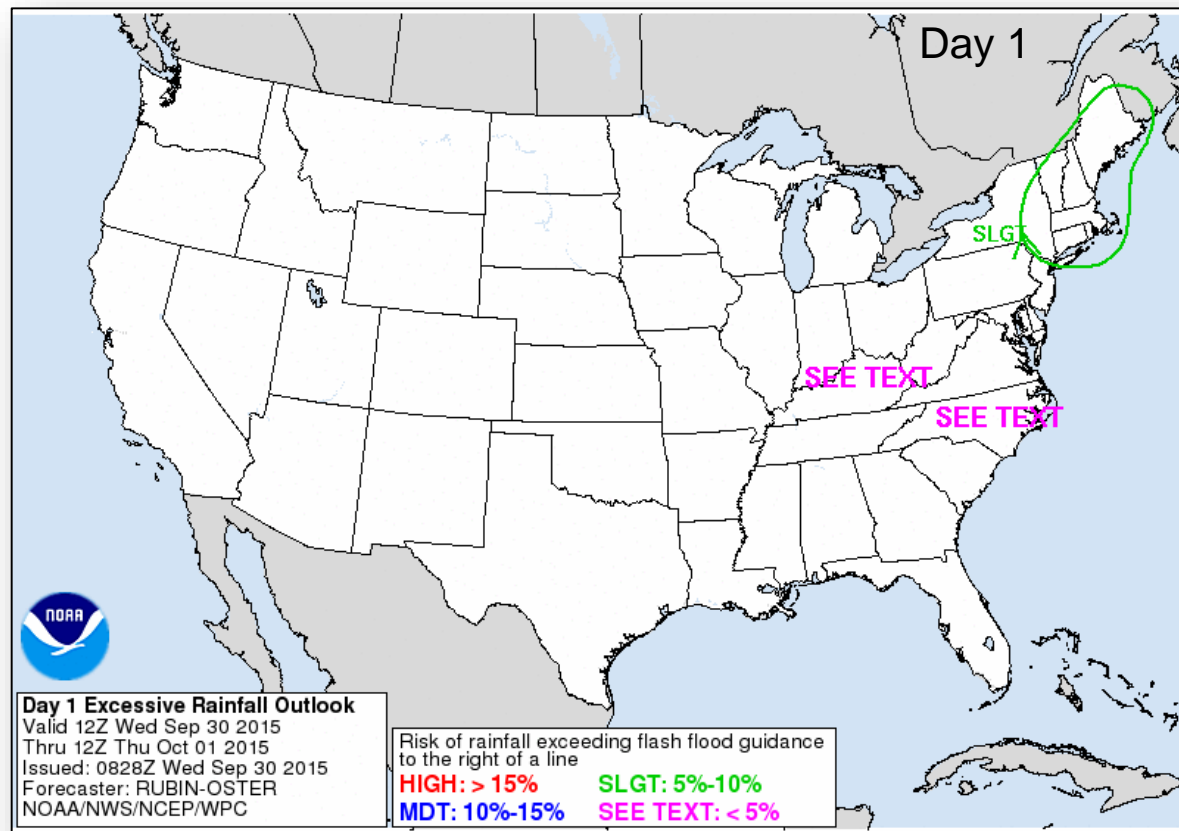 Day 1
SLGT
SEE TEXT
SEE TEXT
NOAA
Day 1 Excessive Rainfall Outlook
Valid 12Z Wed Sep 30 2015
Thru 12Z Thu Oct 01 2015
Issued: 0828Z Wed Sep 30 2015
Forecaster: RUBIN-OSTER
NOAA/NWS/NCEP/WPC
Risk of rainfall exceeding flash flood guidance
to the right of a line
HIGH: > 15% SLGT: 5%-10%
MDT: 10%-15% SEE TEXT: < 5%